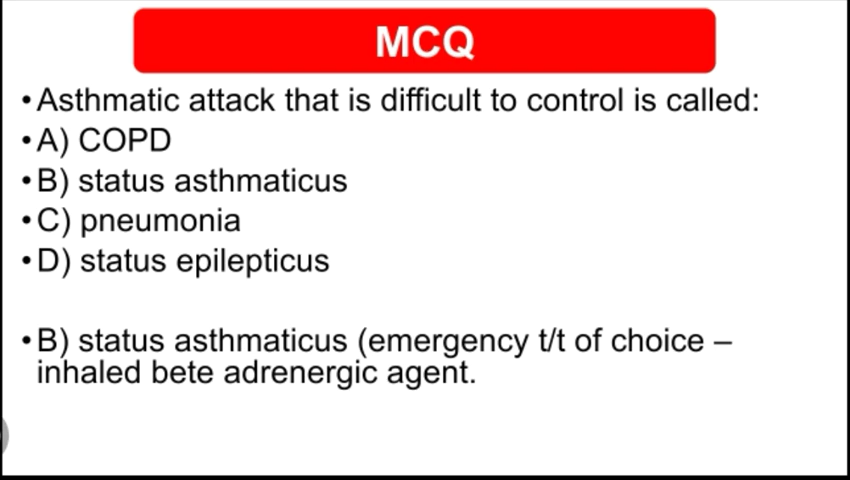 MCQ
•Asthmatic attack that is difficult to control is called:
•A) COPD
•B) status asthmaticus
•C) pneumonia
•D) status epilepticus
•B) status asthmaticus (emergency t/t of choice –
inhaled bete adrenergic agent.